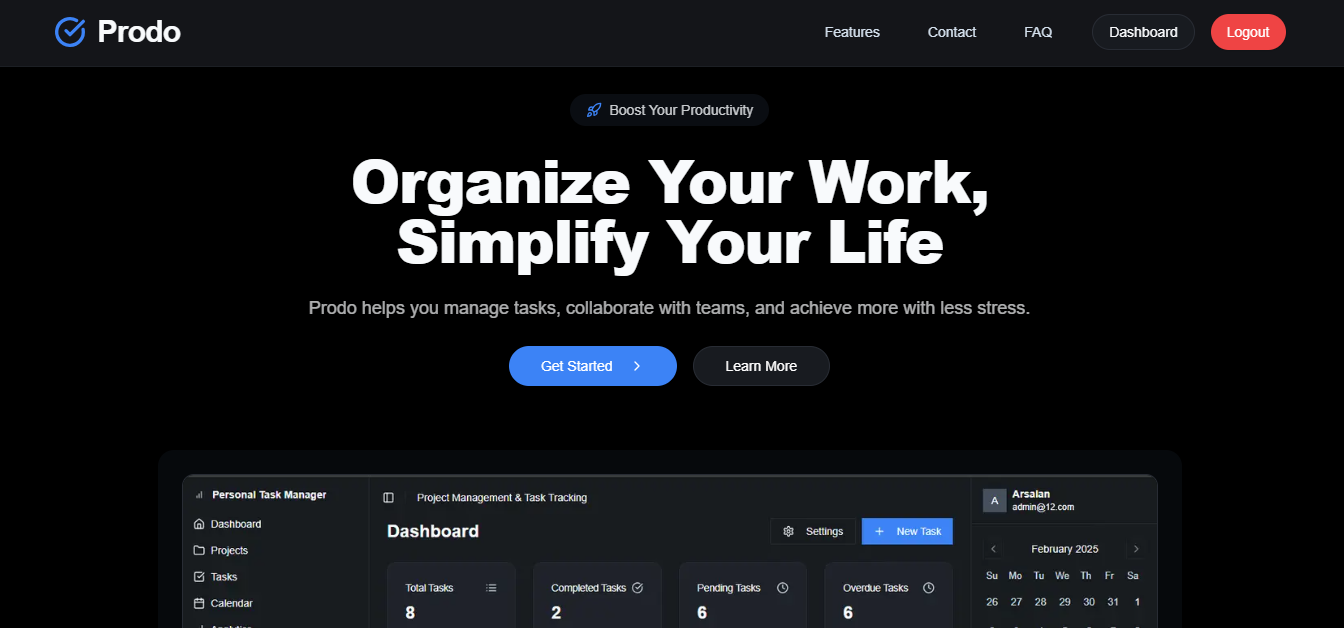 Prodo
Features
Contact
FAQ
Dashboard
Logout
Boost Your Productivity
Organize Your Work,
Simplify Your Life
Prodo helps you manage tasks, collaborate with teams, and achieve more with less stress.
Get Started
Learn More
Personal Task Manager
Dashboard
Projects
Tasks
Calendar
Project Management & Task Tracking
Dashboard
Settings
+ New Task
Total Tasks
8
Completed Tasks
2
Pending Tasks
6
Overdue Tasks
6
A
Arsalan
admin@12.com
February 2025
Su Mo Tu We Th Fr Sa
26 27 28 29 30 31 1